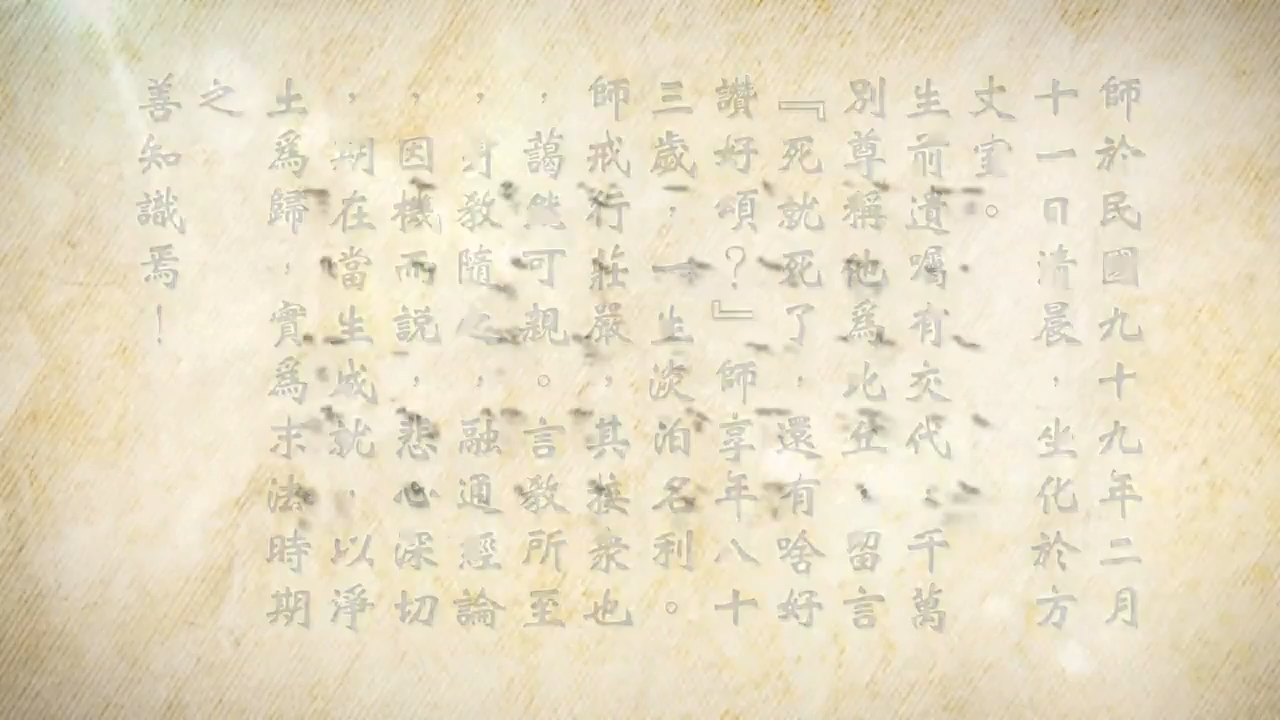 師於民國九十九年二月
十一日清晨，坐化於方
丈室。
生前遺囑有交代：千萬
別尊稱他為比丘、留言
『死就死了，還有啥好
讚好頌？』師享年八十
三歲，一生淡泊名利。
師戒行莊嚴，其接衆也
，藹然可親。言教所至
，身教隨之，融通經論
，因機而說，悲心深切
，期在當生成就，以淨
土為歸，實為末法時期
之
善知識焉！